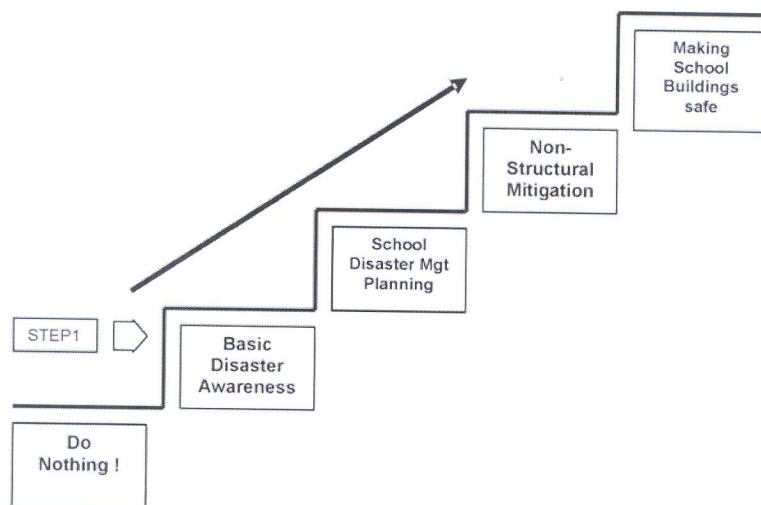 Making
School
Buildings
safe
Non-
Structural
Mitigation
School
Disaster Mgt
Planning
STEP1
Basic
Disaster
Awareness
Do
Nothing !